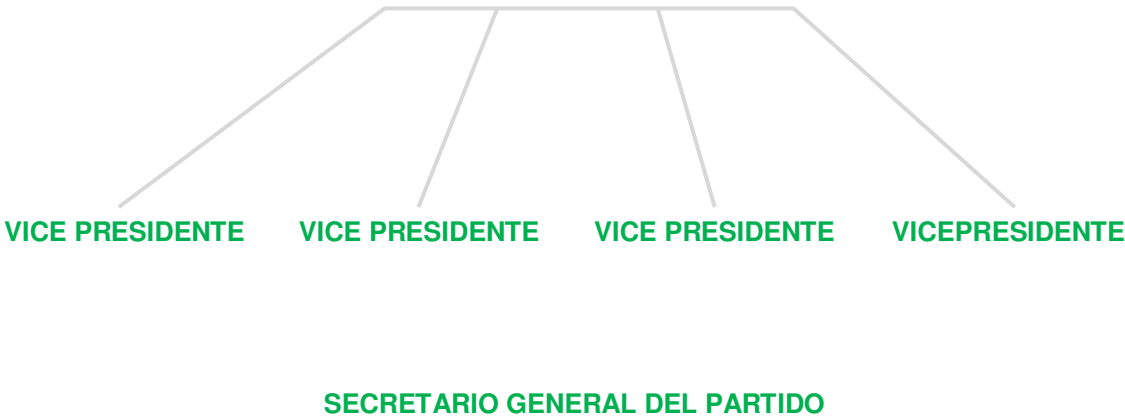 VICE PRESIDENTE VICE PRESIDENTE VICE PRESIDENTE VICEPRESIDENTE
SECRETARIO GENERAL DEL PARTIDO